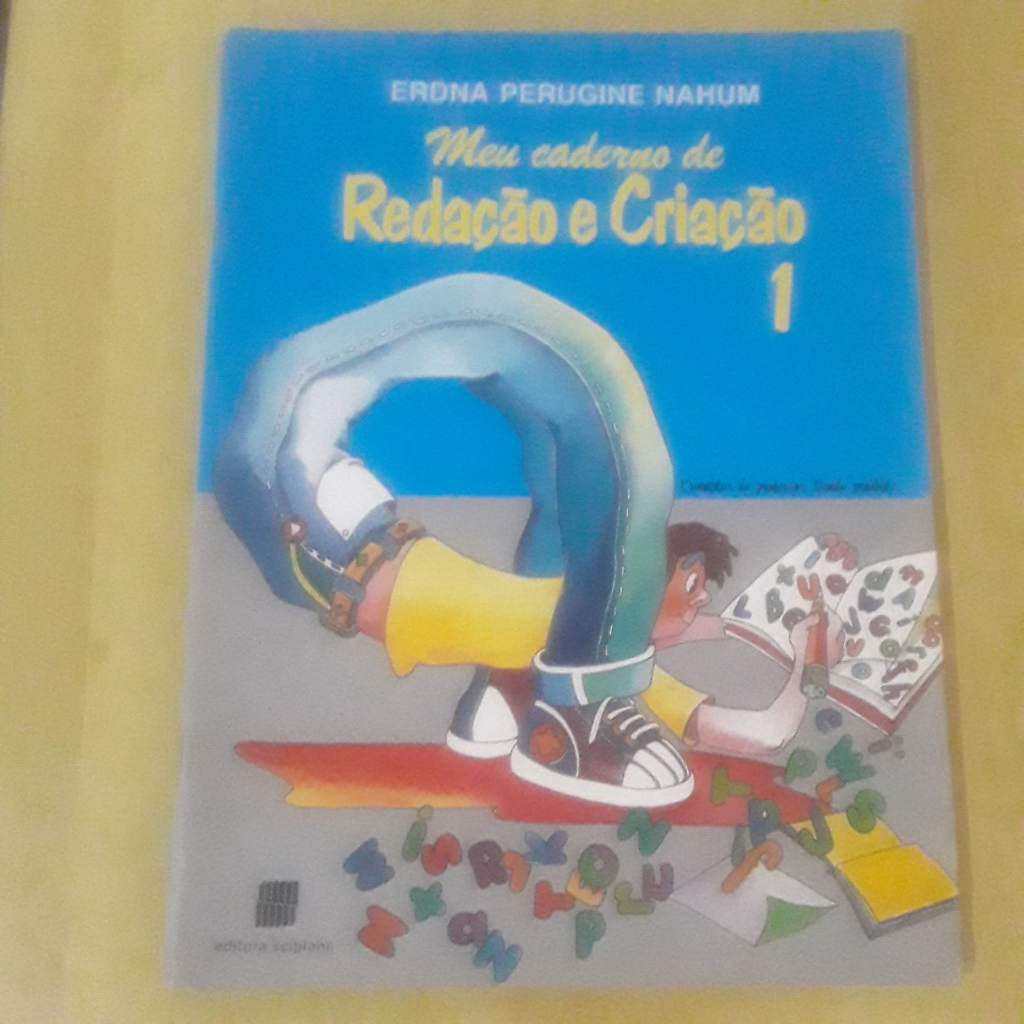 ERDNA PERUGINE NAHUM
Meu caderno de
Redação e Criação
1
editora scipione